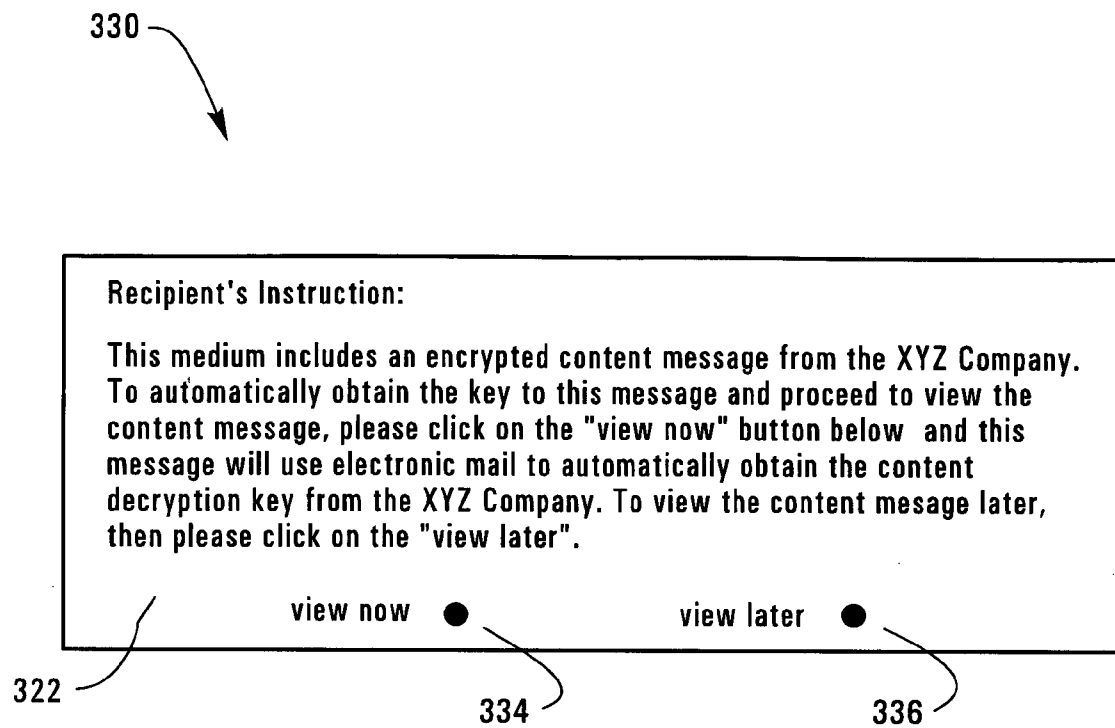 330
Recipient's Instruction:
This medium includes an encrypted content message from the XYZ Company.
To automatically obtain the key to this message and proceed to view the
content message, please click on the "view now" button below and this
message will use electronic mail to automatically obtain the content
decryption key from the XYZ Company. To view the content mesage later,
then please click on the "view later".
view now view later
322
334 336